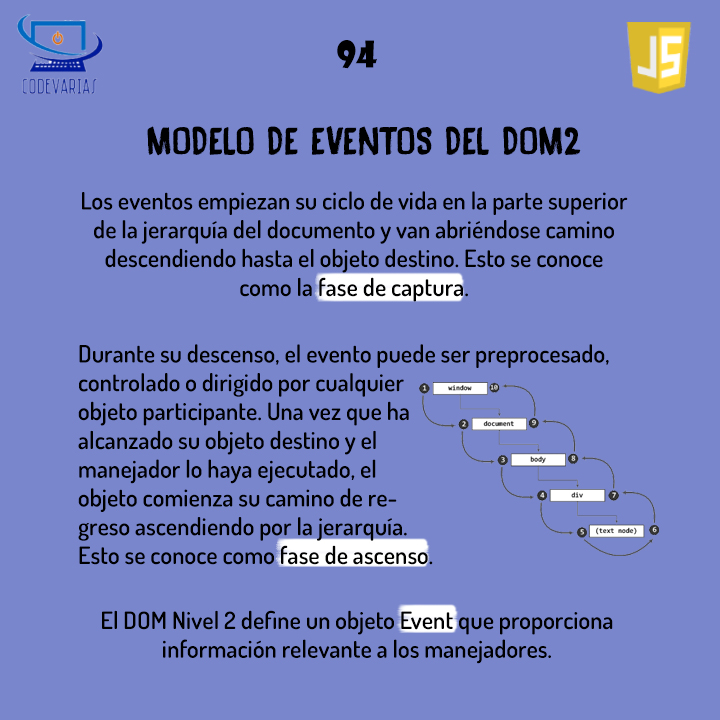 CODEVARIAS
94
JS
MODELO DE EVENTOS DEL DOM2
Los eventos empiezan su ciclo de vida en la parte superior
de la jerarquía del documento y van abriéndose camino
descendiendo hasta el objeto destino. Esto se conoce
como la fase de captura.
Durante su descenso, el evento puede ser preprocesado,
controlado o dirigido por cualquier
objeto participante. Una vez que ha
alcanzado su objeto destino y el
manejador lo haya ejecutado, el
objeto comienza su camino de re-
greso ascendiendo por la jerarquía.
Esto se conoce como fase de ascenso.
1 window 10
2 document 9
3 body 8
4 div 7
5 (text node) 6
El DOM Nivel 2 define un objeto Event que proporciona
información relevante a los manejadores.